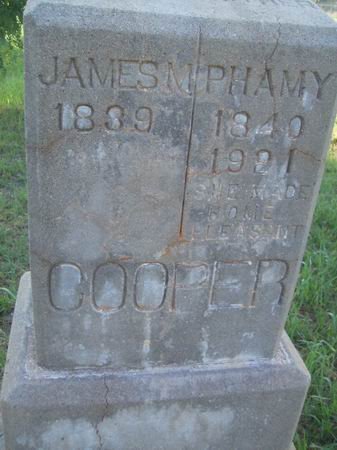 JAMES M PHAMY
1839 1840
1921
SHE MADE
HOME
PLEASANT
COOPER